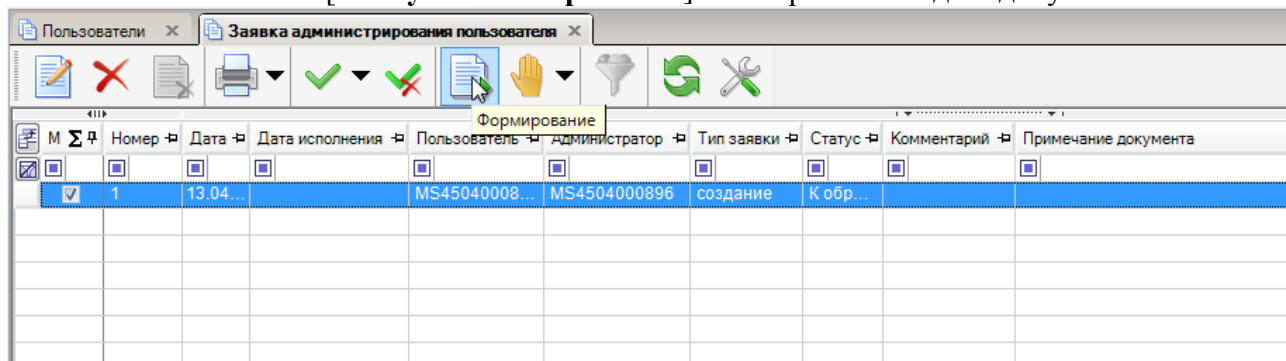 Пользователи Заявка администрирования пользователя
Формирование
М Σ Номер Дата Дата исполнения Пользователь Администратор Тип заявки Статус Комментарий Примечание документа
1 13.04... MS45040008... MS4504000896 создание К обр...